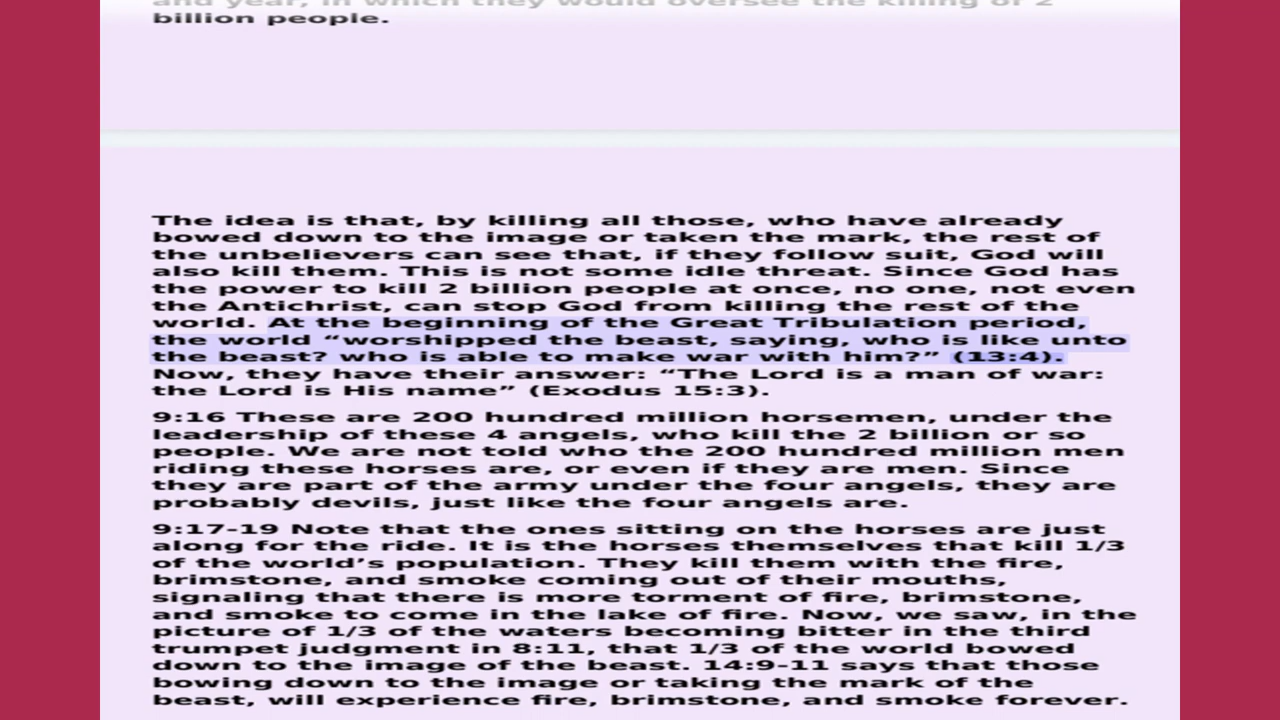 and year, in which they would oversee the killing of 2
billion people.
The idea is that, by killing all those, who have already
bowed down to the image or taken the mark, the rest of
the unbelievers can see that, if they follow suit, God will
also kill them. This is not some idle threat. Since God has
the power to kill 2 billion people at once, no one, not even
the Antichrist, can stop God from killing the rest of the
world. At the beginning of the Great Tribulation period,
the world “worshipped the beast, saying, who is like unto
the beast? who is able to make war with him?” (13:4).
Now, they have their answer: “The Lord is a man of war:
the Lord is His name” (Exodus 15:3).
9:16 These are 200 hundred million horsemen, under the
leadership of these 4 angels, who kill the 2 billion or so
people. We are not told who the 200 hundred million men
riding these horses are, or even if they are men. Since
they are part of the army under the four angels, they are
probably devils, just like the four angels are.
9:17-19 Note that the ones sitting on the horses are just
along for the ride. It is the horses themselves that kill 1/3
of the world’s population. They kill them with the fire,
brimstone, and smoke coming out of their mouths,
signaling that there is more torment of fire, brimstone,
and smoke to come in the lake of fire. Now, we saw, in the
picture of 1/3 of the waters becoming bitter in the third
trumpet judgment in 8:11, that 1/3 of the world bowed
down to the image of the beast. 14:9-11 says that those
bowing down to the image or taking the mark of the
beast, will experience fire, brimstone, and smoke forever.